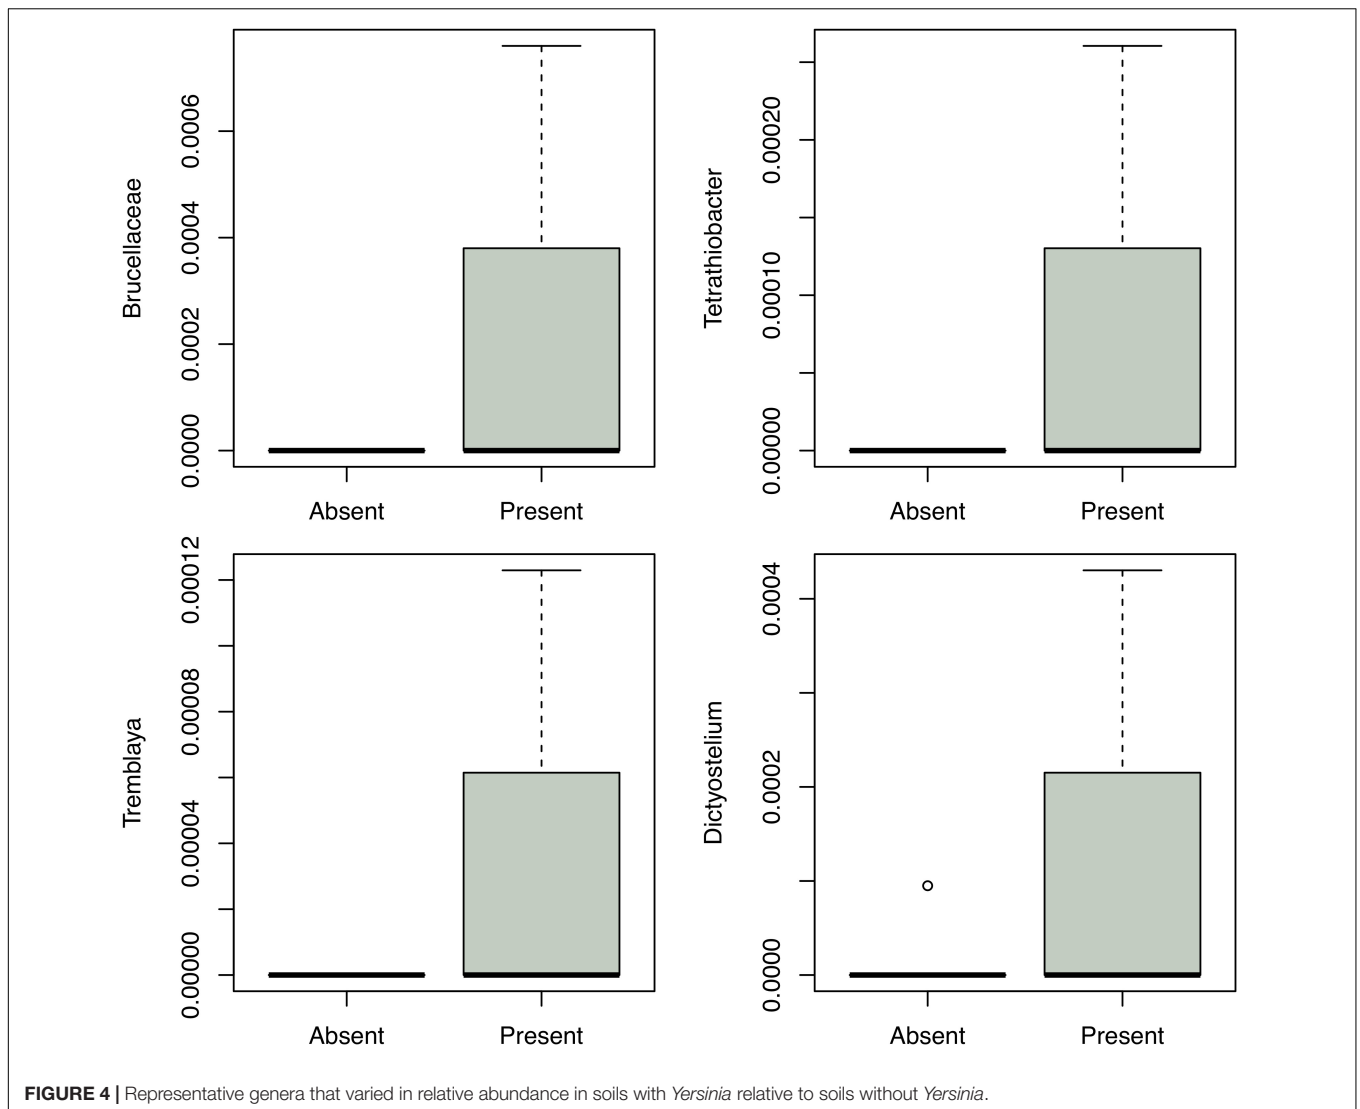 Brucellaceae
0.0006
0.0004
0.0002
0.0000
Absent
Present
Tetrathiobacter
0.00020
0.00010
0.00000
Absent
Present
Tremblaya
0.00012
0.00008
0.00004
0.00000
Absent
Present
Dictyostelium
0.0004
0.0002
0.0000
Absent
Present
FIGURE 4 | Representative genera that varied in relative abundance in soils with Yersinia relative to soils without Yersinia.